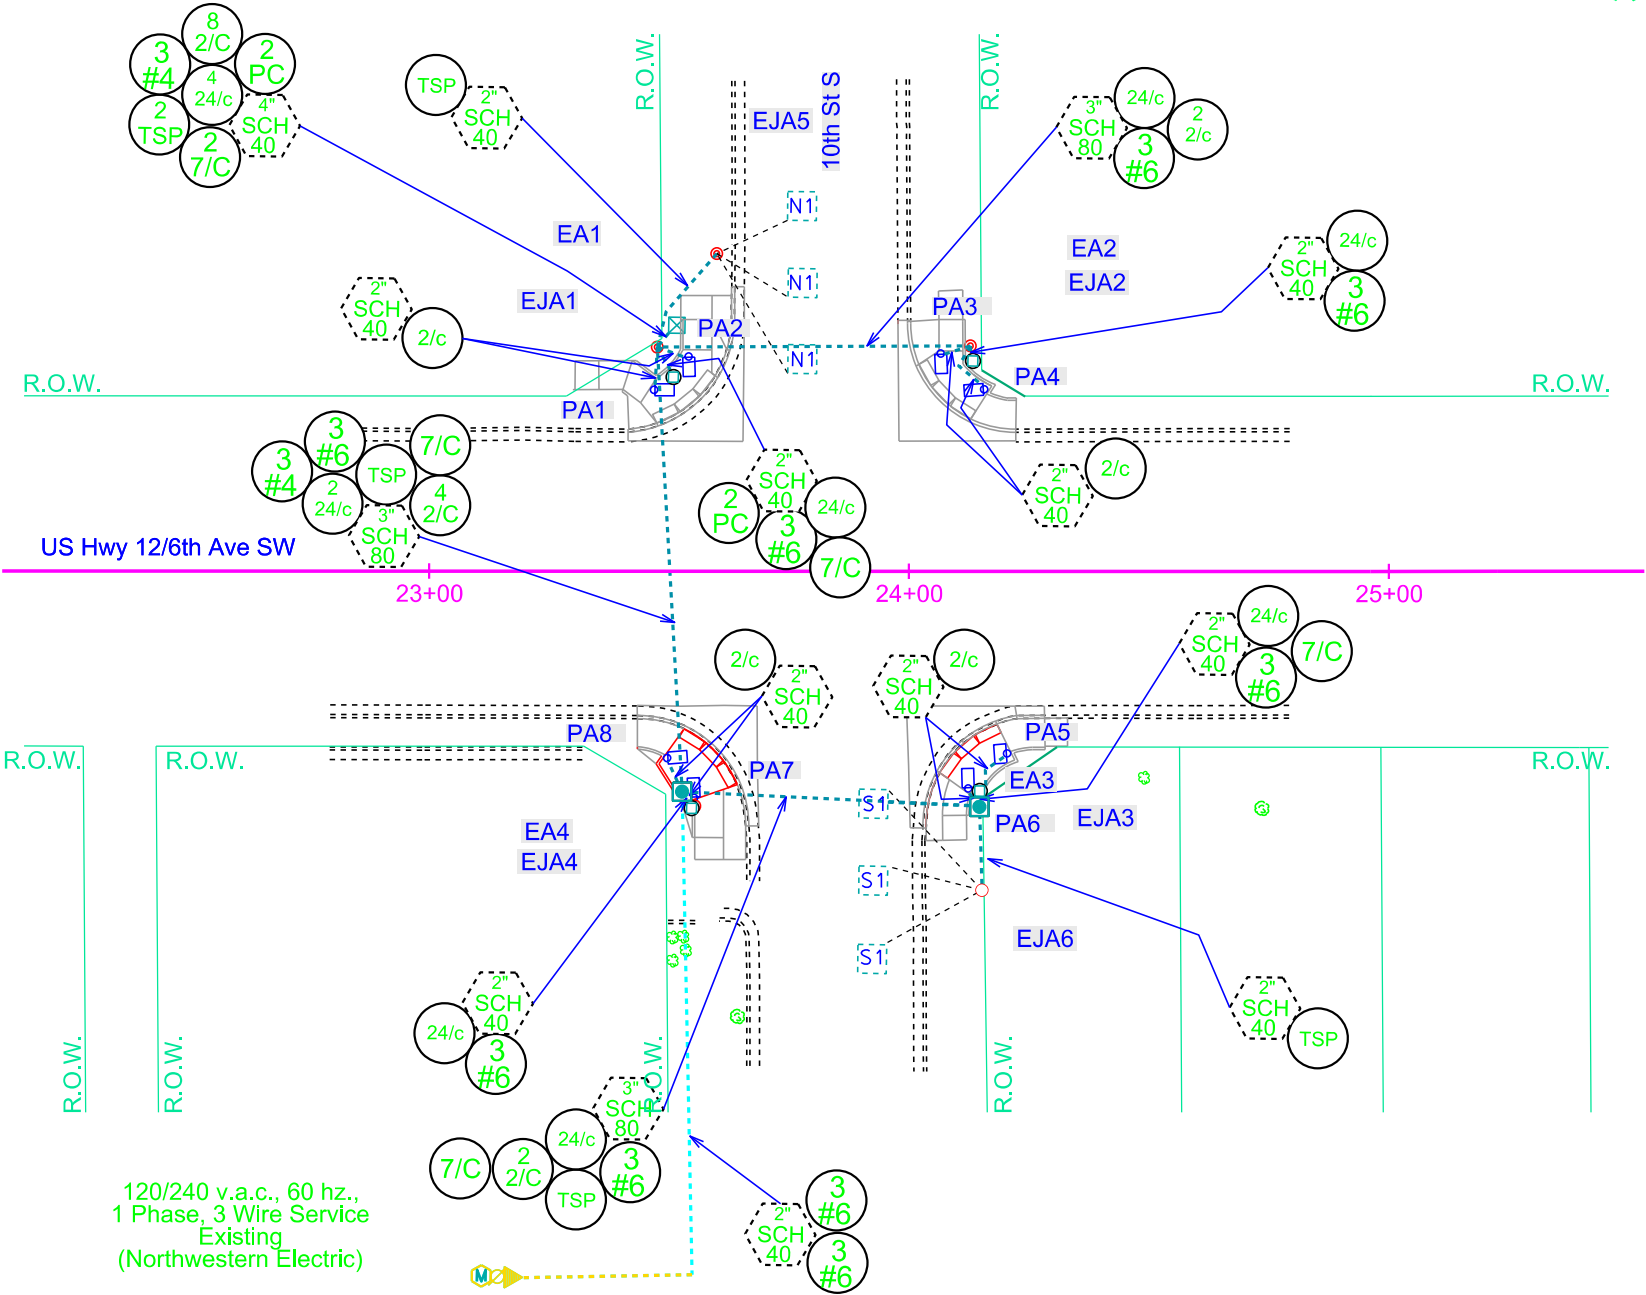 8
2/C
3
#4
2
PC
4
24/c
2
TSP
4"
SCH
40
2
7/C
TSP
2"
SCH
40
R.O.W.
EJA5
10th St S
R.O.W.
3"
SCH
80
24/c
2
2/c
3
#6
N1
EA1
EJA1
N1
N1
PA2
PA1
2"
SCH
40
2/c
EA2
EJA2
PA3
PA4
2"
SCH
40
24/c
3
#6
R.O.W.
R.O.W.
3
#6
7/C
3
#4
TSP
2
24/c
4
2/C
3"
SCH
80
2"
SCH
40
2
PC
24/c
3
#6
7/C
2"
SCH
40
2/c
US Hwy 12/6th Ave SW
23+00
24+00
25+00
2/c
2"
SCH
40
2"
SCH
40
2/c
2"
SCH
40
24/c
7/C
3
#6
PA8
PA7
PA5
EA3
PA6
EJA3
R.O.W.
R.O.W.
R.O.W.
S1
S1
S1
EA4
EJA4
EJA6
2"
SCH
40
24/c
3
#6
2"
SCH
40
TSP
R.O.W.
R.O.W.
R.O.W.
R.O.W.
3"
SCH
80
24/c
7/C
2
2/C
3
#6
TSP
120/240 v.a.c., 60 hz.,
1 Phase, 3 Wire Service
Existing
(Northwestern Electric)
2"
SCH
40
3
#6
3
#6
M